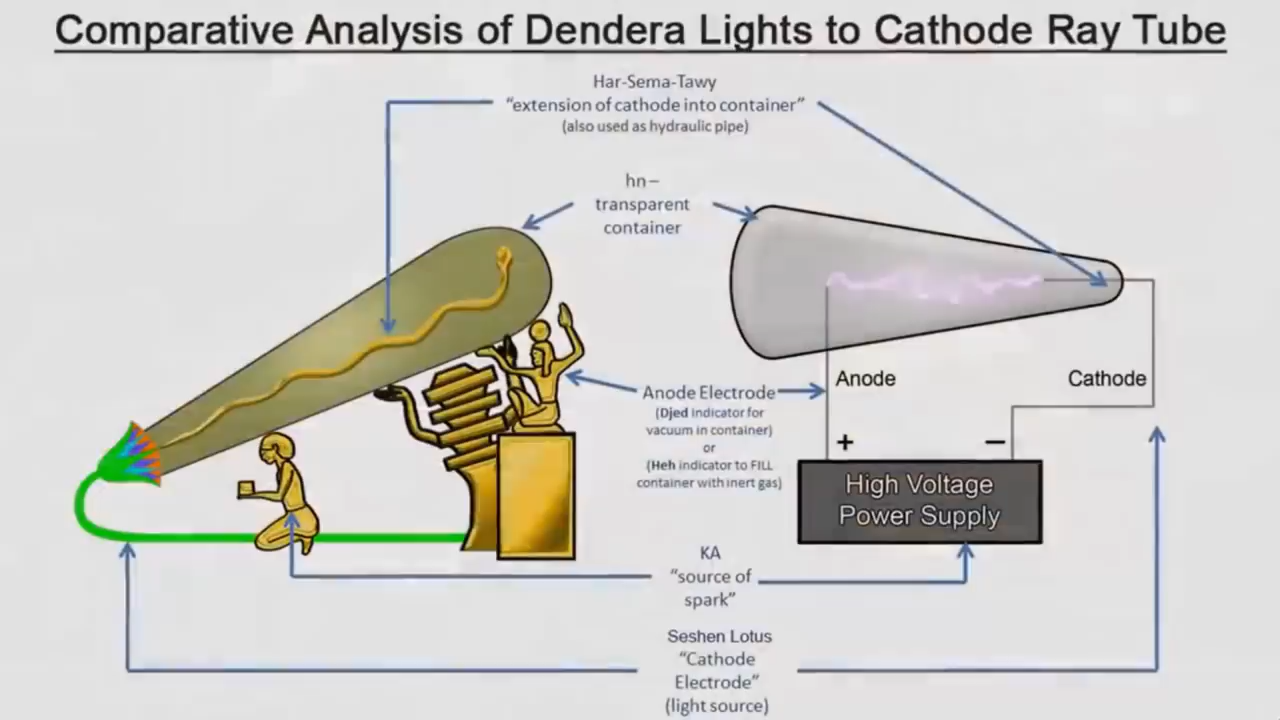 Comparative Analysis of Dendera Lights to Cathode Ray Tube
Har-Sema-Tawy
“extension of cathode into container”
(also used as hydraulic pipe)
hn–
transparent
container
Anode Electrode
(Djed indicator for
vacuum in container)
or
(Heh indicator to FILL
container with inert gas)
Anode
Cathode
+
–
High Voltage
Power Supply
KA
“source of
spark”
Seshen Lotus
“Cathode
Electrode”
(light source)